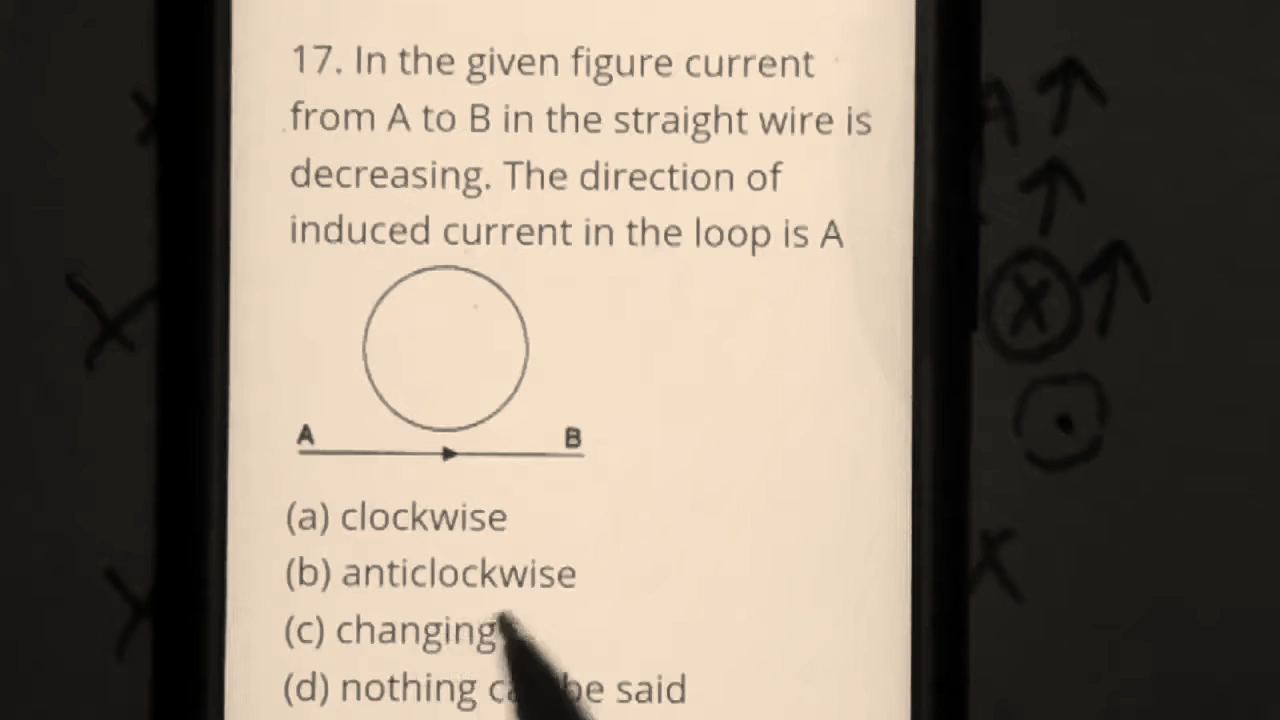 17. In the given figure current
from A to B in the straight wire is
decreasing. The direction of
induced current in the loop is A
A
B
(a) clockwise
(b) anticlockwise
(c) changing
(d) nothing be said
A